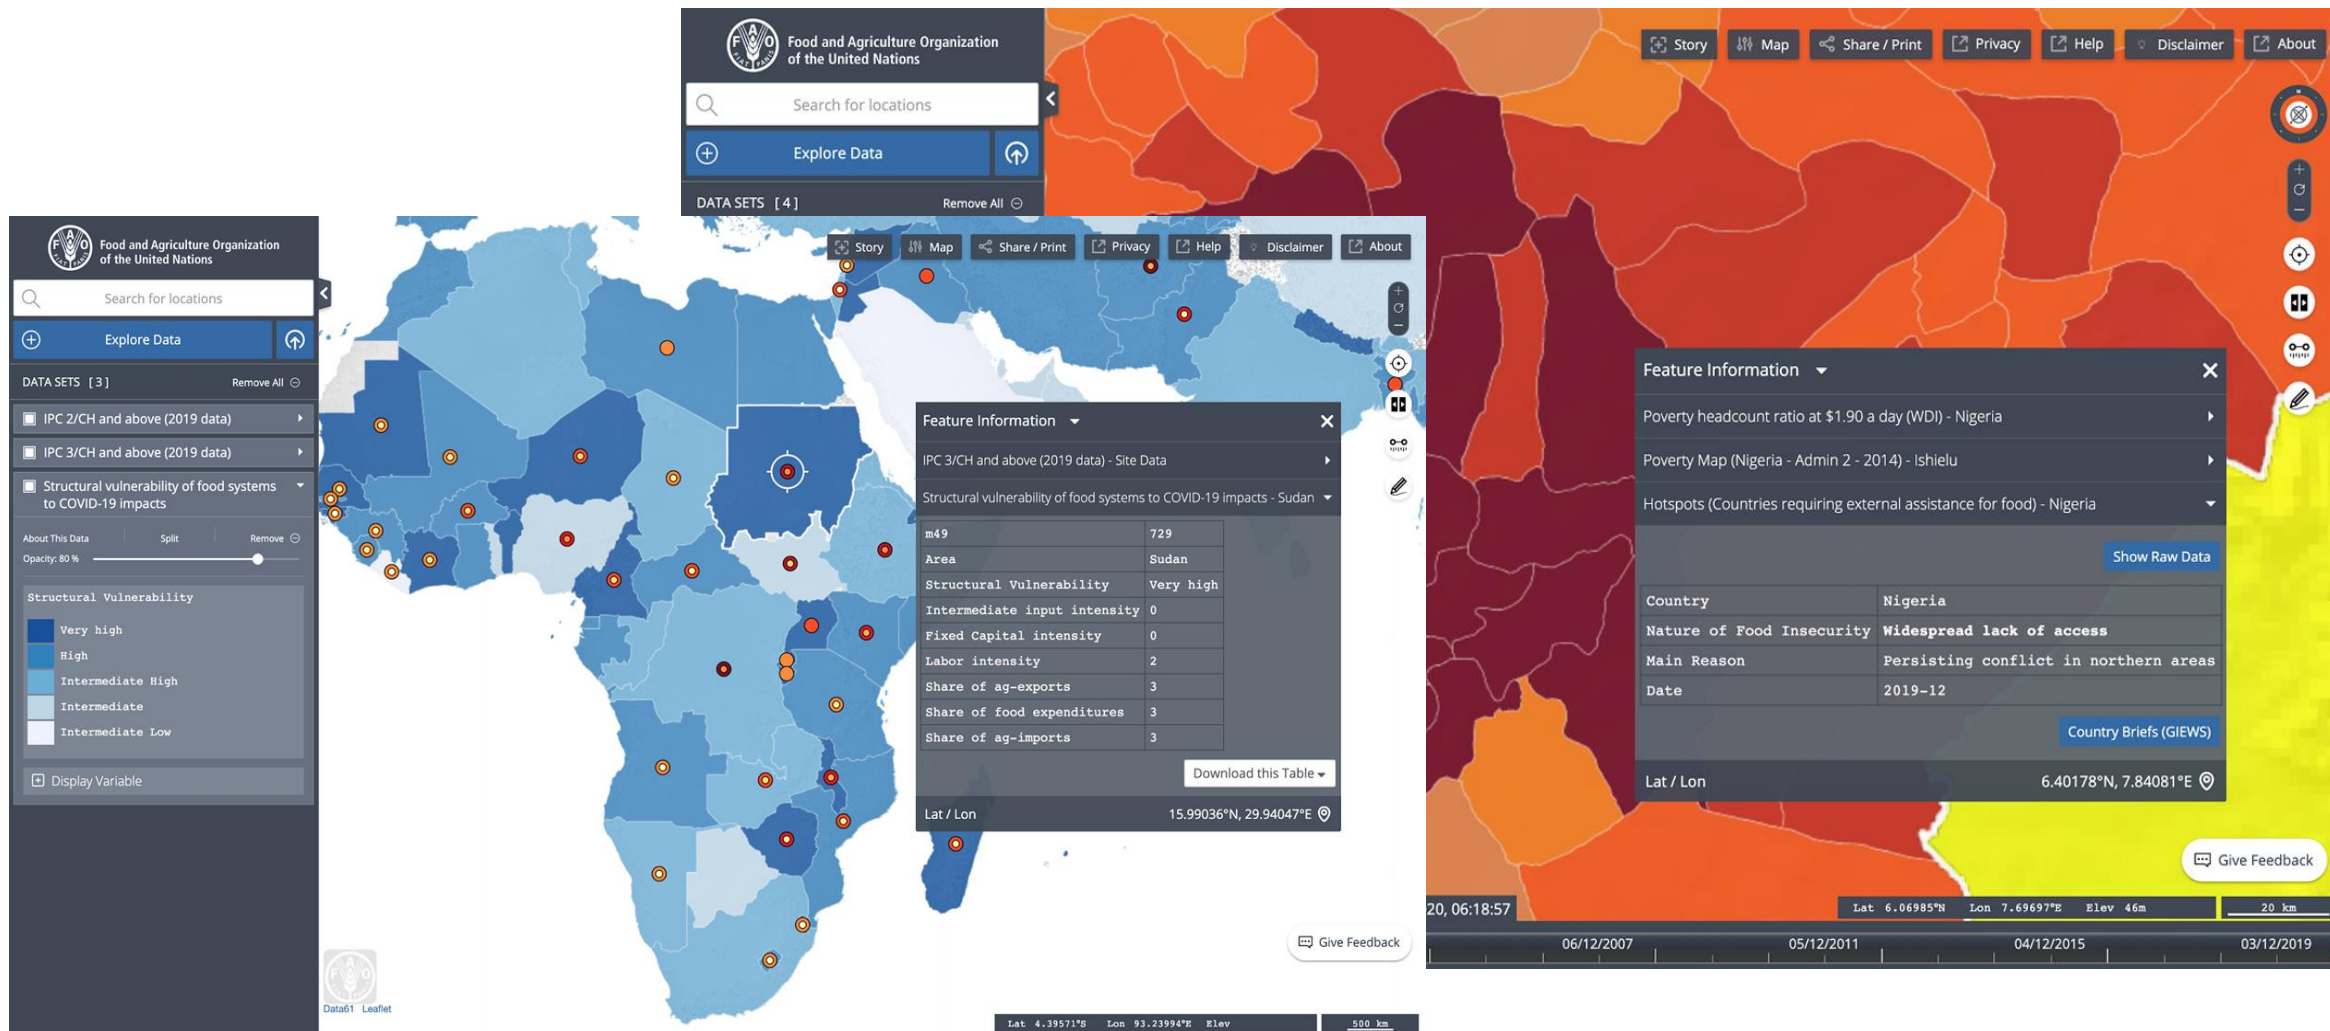 Food and Agriculture Organization
of the United Nations
Search for locations
Explore Data
DATA SETS [ 4 ]
Remove All
Story
Map
Share / Print
Privacy
Help
Disclaimer
About
Feature Information
Poverty headcount ratio at $1.90 a day (WDI) - Nigeria
Poverty Map (Nigeria - Admin 2 - 2014) - Ishielu
Hotspots (Countries requiring external assistance for food) - Nigeria
Show Raw Data
Country Nigeria
Nature of Food Insecurity Widespread lack of access
Main Reason Persisting conflict in northern areas
Date 2019-12
Country Briefs (GIEWS)
Lat / Lon 6.40178°N, 7.84081°E
Give Feedback
20, 06:18:57
Lat 6.06985°N Lon 7.69697°E Elev 46m
20 km
06/12/2007
05/12/2011
04/12/2015
03/12/2019
Food and Agriculture Organization
of the United Nations
Search for locations
Explore Data
DATA SETS [ 3 ]
Remove All
IPC 2/CH and above (2019 data)
IPC 3/CH and above (2019 data)
Structural vulnerability of food systems
to COVID-19 impacts
About This Data
Split
Remove
Opacity: 80 %
Structural Vulnerability
Very high
High
Intermediate High
Intermediate
Intermediate Low
Display Variable
Story
Map
Share / Print
Privacy
Help
Disclaimer
About
Feature Information
IPC 3/CH and above (2019 data) - Site Data
Structural vulnerability of food systems to COVID-19 impacts - Sudan
m49 729
Area Sudan
Structural Vulnerability Very high
Intermediate input intensity 0
Fixed Capital intensity 0
Labor intensity 2
Share of ag-exports 3
Share of food expenditures 3
Share of ag-imports 3
Download this Table
Lat / Lon 15.99036°N, 29.94047°E
Give Feedback
Data61 Leaflet
Lat 4.39571°S Lon 93.23994°E Elev
500 km